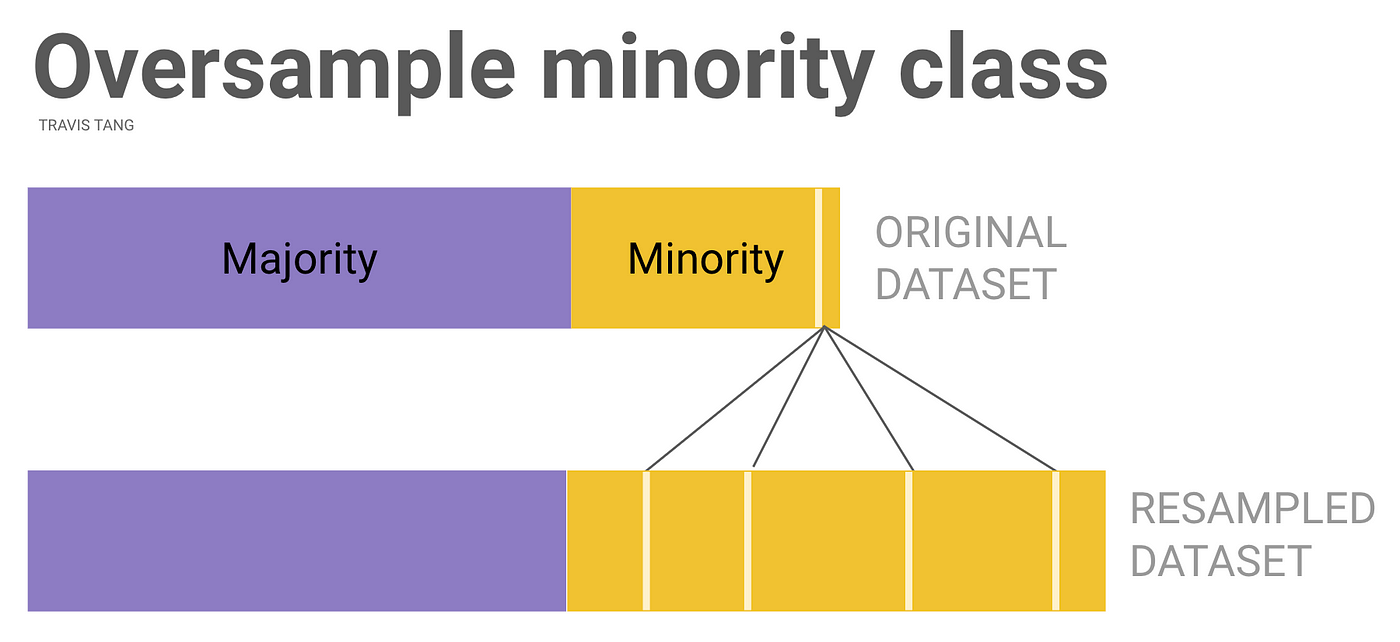 Oversample minority class
TRAVIS TANG
Majority
Minority
ORIGINAL
DATASET
RESAMPLED
DATASET